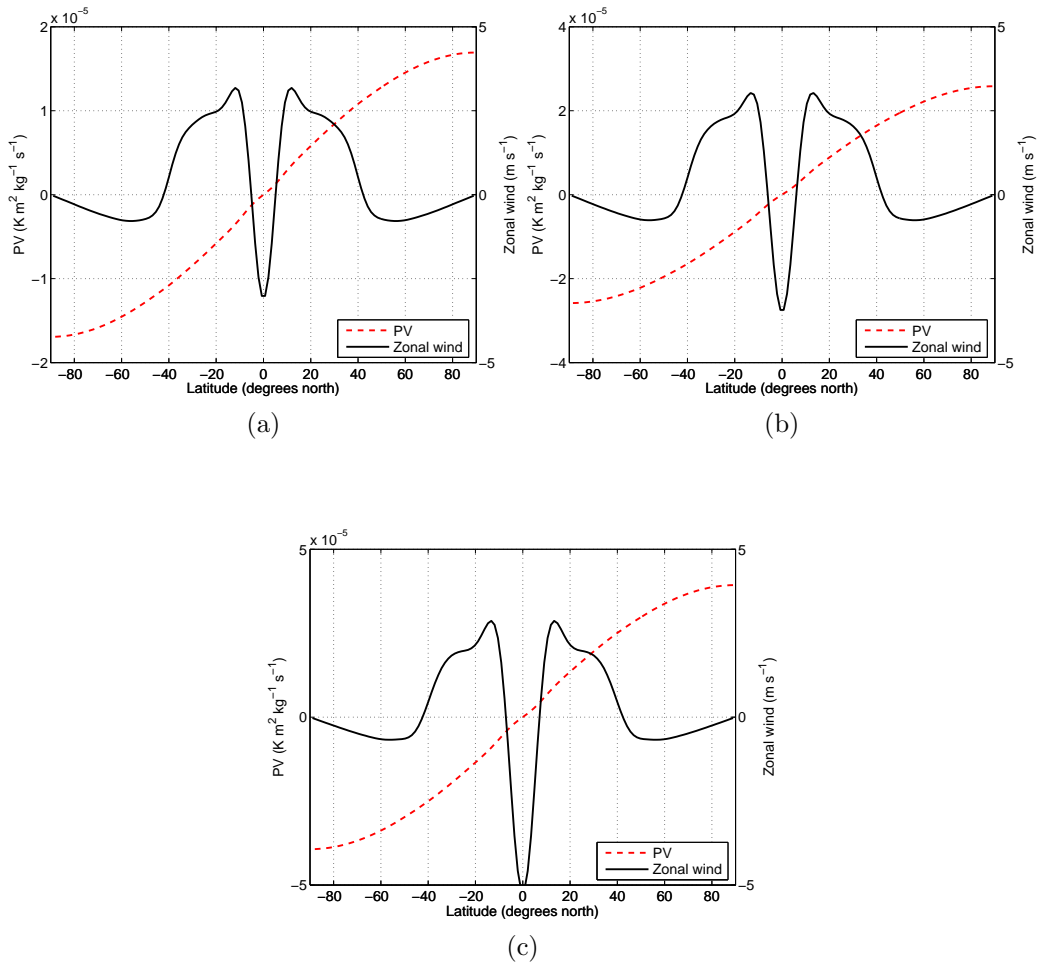 x 10⁻⁵
PV (K m² kg⁻¹ s⁻¹)
2
1
0
−1
−2
Zonal wind (m s⁻¹)
5
0
−5
PV
Zonal wind
−80 −60 −40 −20 0 20 40 60 80
Latitude (degrees north)
(a)
x 10⁻⁵
PV (K m² kg⁻¹ s⁻¹)
4
2
0
−2
−4
Zonal wind (m s⁻¹)
5
0
−5
PV
Zonal wind
−80 −60 −40 −20 0 20 40 60 80
Latitude (degrees north)
(b)
x 10⁻⁵
PV (K m² kg⁻¹ s⁻¹)
5
0
−5
Zonal wind (m s⁻¹)
5
0
−5
PV
Zonal wind
−80 −60 −40 −20 0 20 40 60 80
Latitude (degrees north)
(c)